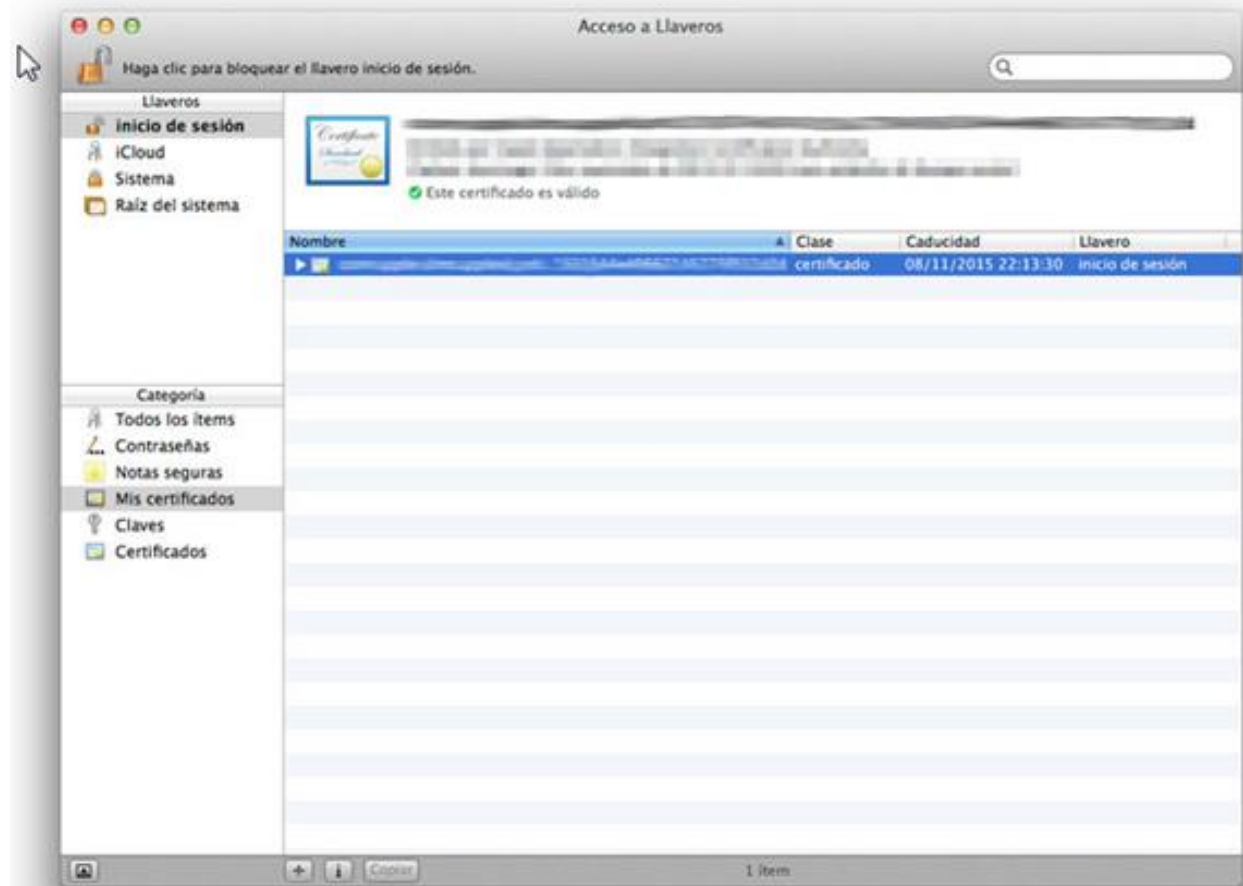 Acceso a Llaveros
Haga clic para bloquear el llavero inicio de sesión.
Llaveros
inicio de sesión
iCloud
Sistema
Raíz del sistema
Certificate
Standard
Este certificado es válido
Nombre Clase Caducidad Llavero
certificado 08/11/2015 22:13:30 inicio de sesión
Categoría
Todos los ítems
Contraseñas
Notas seguras
Mis certificados
Claves
Certificados
+ i Copiar 1 ítem